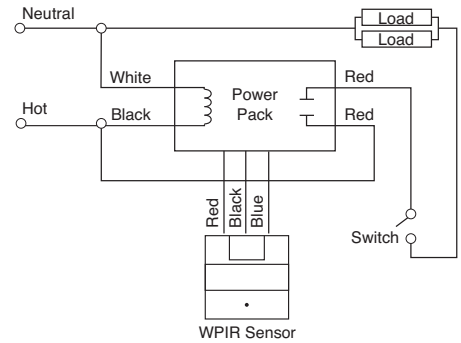 Neutral
Load
Load
White
Red
Power
Pack
Hot
Black
Red
Red
Black
Blue
Switch
WPIR Sensor